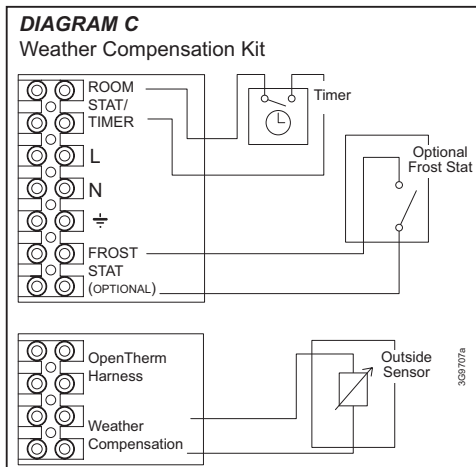 DIAGRAM C
Weather Compensation Kit
ROOM
STAT/
TIMER
L
N
FROST
STAT
(OPTIONAL)
Timer
Optional
Frost Stat
OpenTherm
Harness
Weather
Compensation
Outside
Sensor
3G9707a